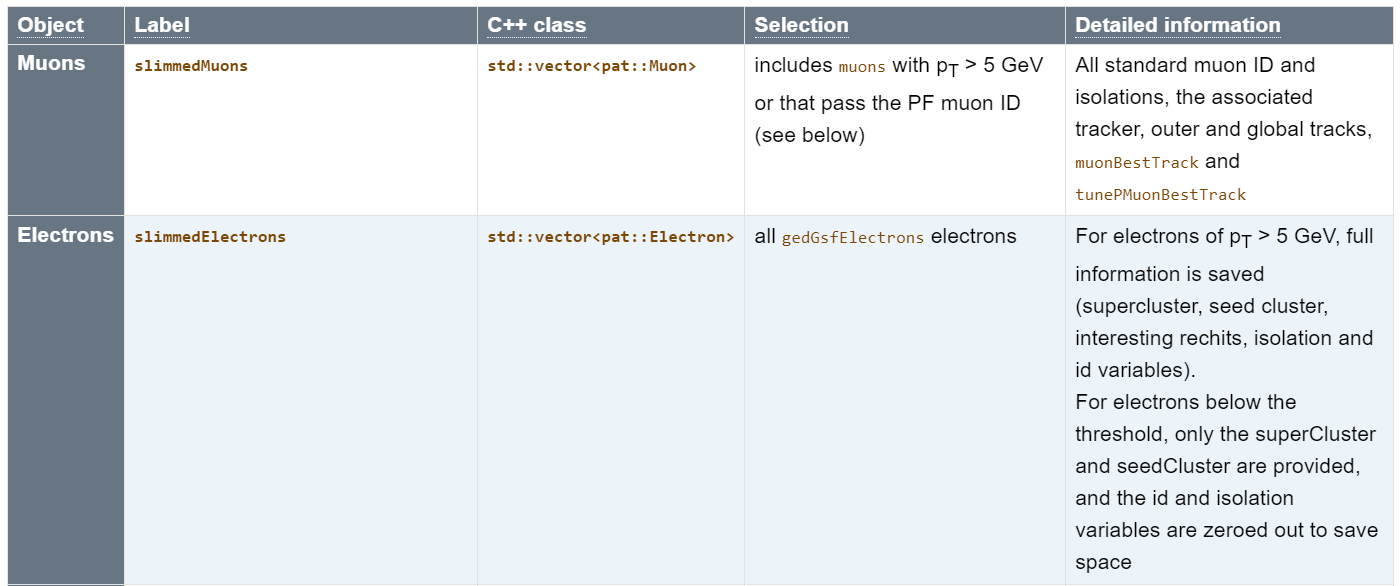 Object Label C++ class Selection Detailed information
Muons slimmedMuons std::vector<pat::Muon> includes muons with pT > 5 GeV
or that pass the PF muon ID
(see below)
All standard muon ID and
isolations, the associated
tracker, outer and global tracks,
muonBestTrack and
tunePMuonBestTrack
Electrons slimmedElectrons std::vector<pat::Electron> all gedGsfElectrons electrons
For electrons of pT > 5 GeV, full
information is saved
(supercluster, seed cluster,
interesting rechits, isolation and
id variables).
For electrons below the
threshold, only the superCluster
and seedCluster are provided,
and the id and isolation
variables are zeroed out to save
space